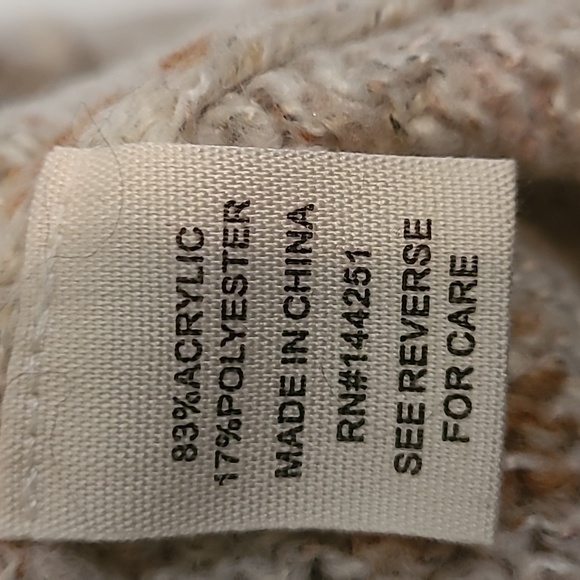 83%ACRYLIC
17%POLYESTER
MADE IN CHINA
RN#144251
SEE REVERSE
FOR CARE